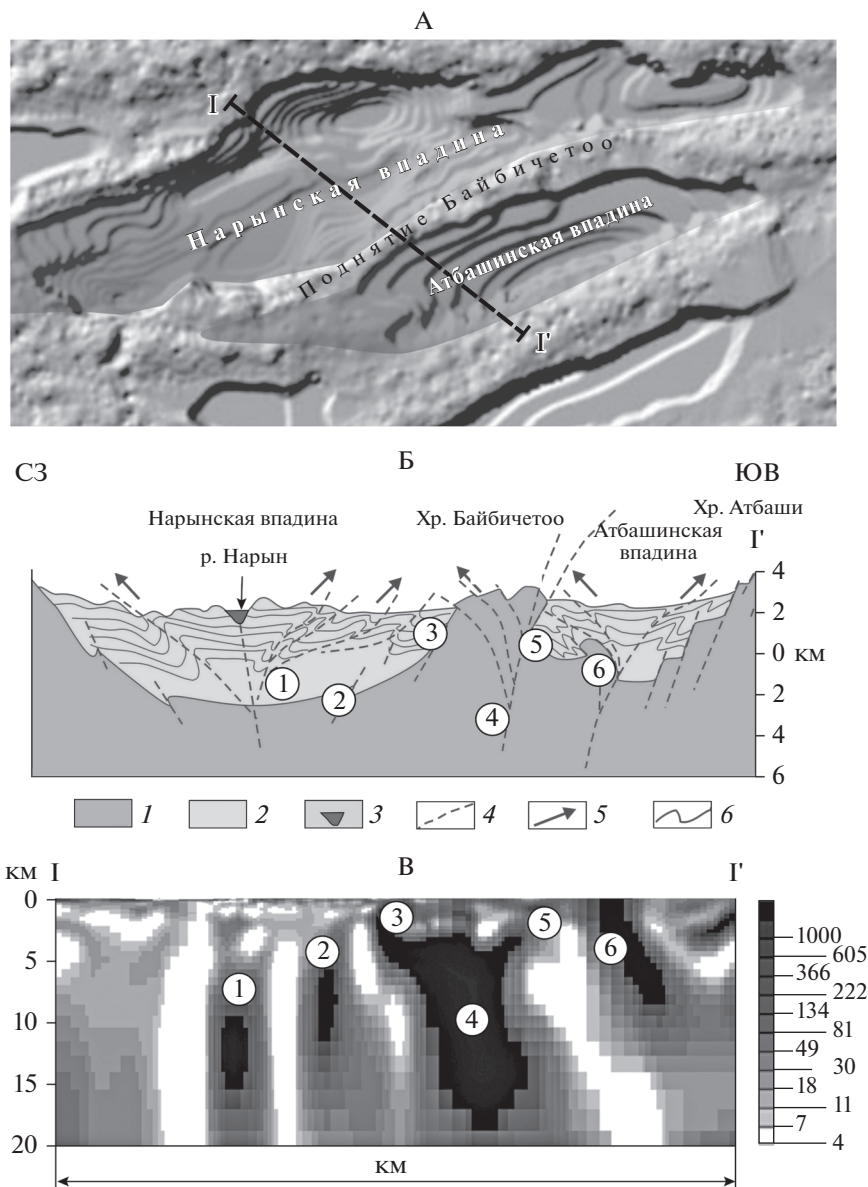 А
I
Нарынская впадина
Поднятие Байбичетоо
Атбашинская впадина
I'
СЗ
Б
ЮВ
Нарынская впадина
Хр. Байбичетоо
Хр. Атбаши
р. Нарын
Атбашинская
впадина
I'
4
2
0 км
2
4
6
1
2
3
4
5
6
1
2
3
4
5
6
км I
В
I'
0
5
10
15
20
1
2
3
4
5
6
1000
605
366
222
134
81
49
30
18
11
7
4
км